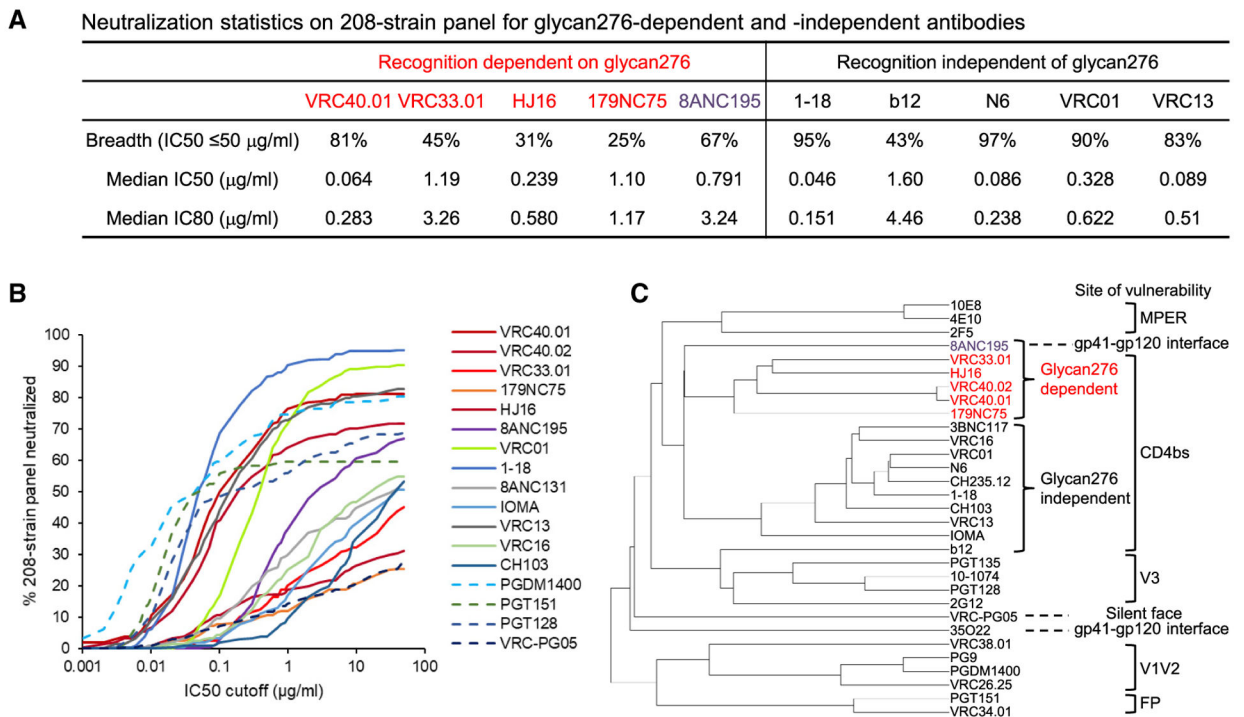 A
Neutralization statistics on 208-strain panel for glycan276-dependent and -independent antibodies
Recognition dependent on glycan276 Recognition independent of glycan276
VRC40.01 VRC33.01 HJ16 179NC75 8ANC195 1-18 b12 N6 VRC01 VRC13
Breadth (IC50 ≤50 µg/ml) 81% 45% 31% 25% 67% 95% 43% 97% 90% 83%
Median IC50 (µg/ml) 0.064 1.19 0.239 1.10 0.791 0.046 1.60 0.086 0.328 0.089
Median IC80 (µg/ml) 0.283 3.26 0.580 1.17 3.24 0.151 4.46 0.238 0.622 0.51
B
% 208-strain panel neutralized
100
90
80
70
60
50
40
30
20
10
0
0.001 0.01 0.1 1 10 100
IC50 cutoff (µg/ml)
VRC40.01
VRC40.02
VRC33.01
179NC75
HJ16
8ANC195
VRC01
1-18
8ANC131
IOMA
VRC13
VRC16
CH103
PGDM1400
PGT151
PGT128
VRC-PG05
C
Site of vulnerability
10E8
4E10
2F5
MPER
8ANC195
gp41-gp120 interface
VRC33.01
HJ16
VRC40.02
VRC40.01
179NC75
Glycan276
dependent
3BNC117
VRC16
VRC01
N6
CH235.12
1-18
CH103
VRC13
IOMA
b12
Glycan276
independent
CD4bs
PGT135
10-1074
PGT128
2G12
V3
VRC-PG05
Silent face
35O22
gp41-gp120 interface
VRC38.01
PG9
PGDM1400
VRC26.25
V1V2
PGT151
VRC34.01
FP